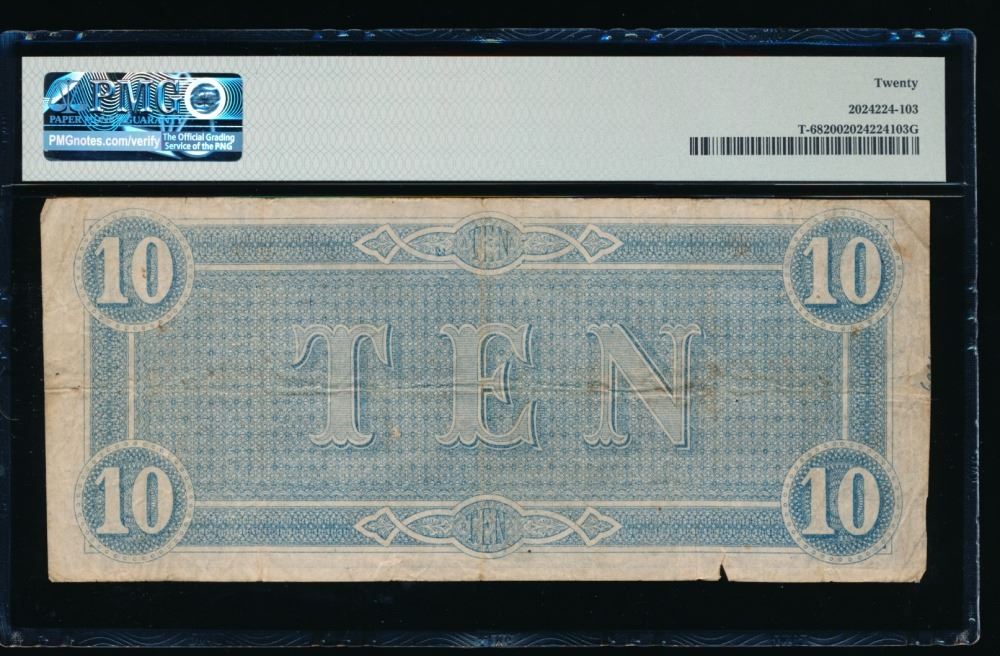 PMG
PAPER MONEY GUARANTY
PMGnotes.com/verify
The Official Grading
Service of the PNG
Twenty
2024224-103
T-682002024224103G
10
TEN
10
TEN
10
TEN
10